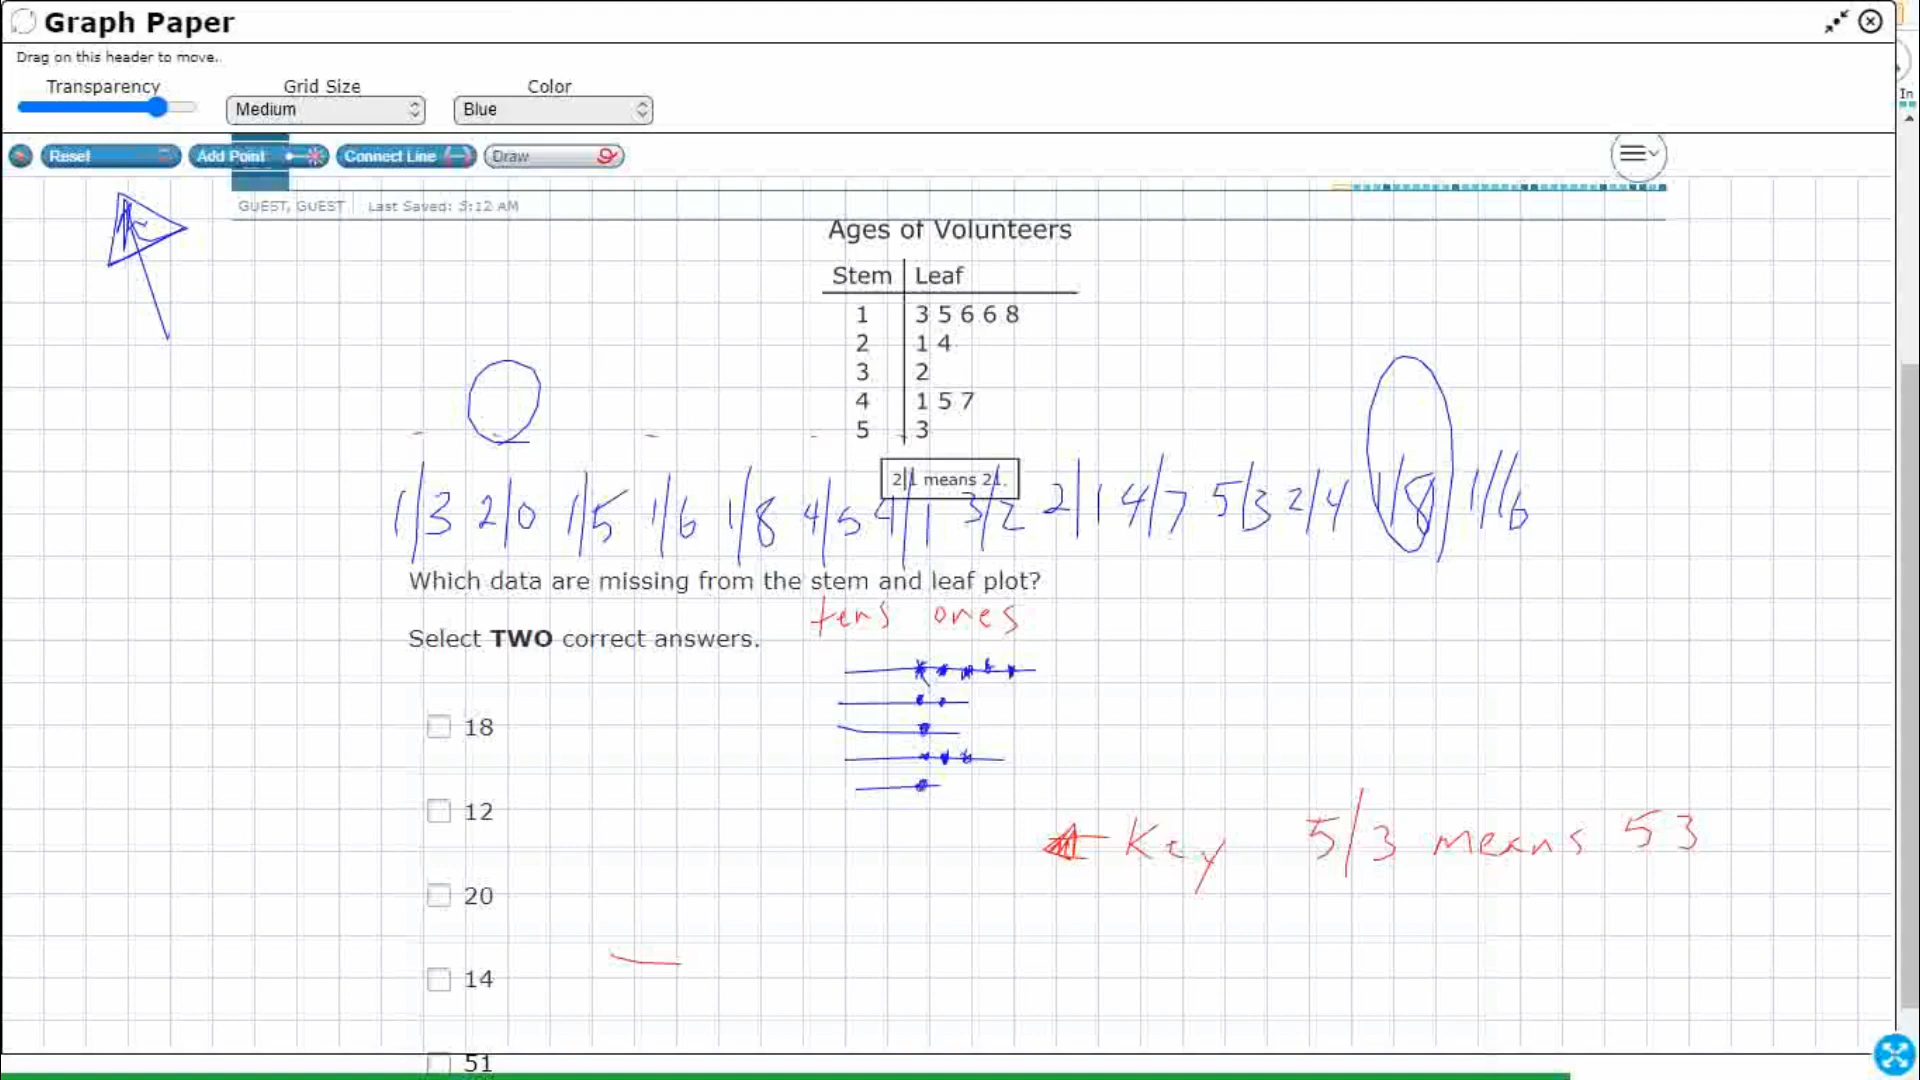 Graph Paper
Drag on this header to move..
Transparency Grid Size Color
Medium Blue
In
Reset Add Point Connect Line Draw
GUEST, GUEST Last Saved: 3:12 AM
Ages of Volunteers
Stem Leaf
1 3 5 6 6 8
2 1 4
3 2
4 1 5 7
5 3
2|1 means 21.
1/3 2/0 1/5 1/6 1/8 4/5 4/1 3/2 2/1 4/7 5/3 2/4 1/8 1/6
Which data are missing from the stem and leaf plot?
tens ones
Select TWO correct answers.
18
12
Key 5/3 means 53
20
14
51